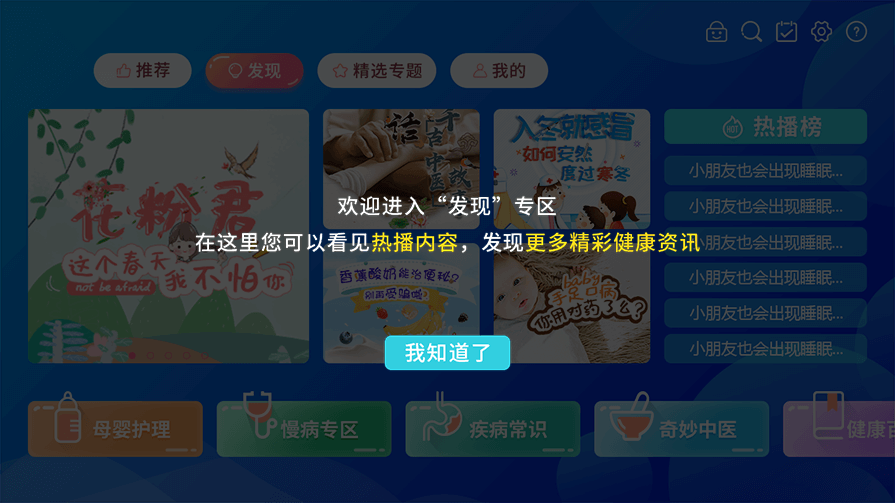 推荐
发现
精选专题
我的
花粉君
这个春天
我不怕你
not be afraid
话
千古中医
入冬就感冒
如何安然
度过寒冬
HOT 热播榜
小朋友也会出现睡眠...
小朋友也会出现睡眠...
欢迎进入“发现”专区
在这里您可以看见热播内容，发现更多精彩健康资讯
小朋友也会出现睡眠...
香蕉酸奶能治便秘?
别再受骗啦
baby
手足口病
你用对药了么?
小朋友也会出现睡眠...
小朋友也会出现睡眠...
小朋友也会出现睡眠...
我知道了
母婴护理
慢病专区
疾病常识
奇妙中医
健康百